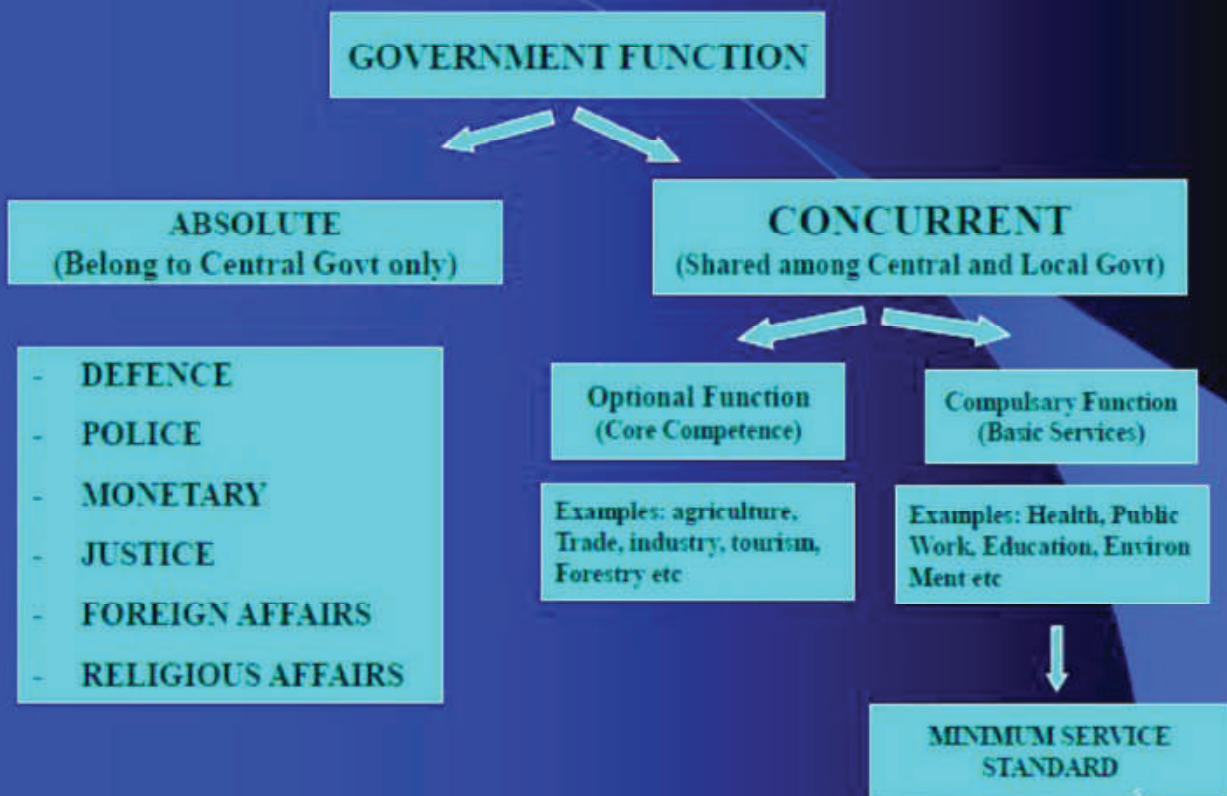 GOVERNMENT FUNCTION
ABSOLUTE
(Belong to Central Govt only)
- DEFENCE
- POLICE
- MONETARY
- JUSTICE
- FOREIGN AFFAIRS
- RELIGIOUS AFFAIRS
CONCURRENT
(Shared among Central and Local Govt)
Optional Function
(Core Competence)
Examples: agriculture,
Trade, industry, tourism,
Forestry etc
Compulsary Function
(Basic Services)
Examples: Health, Public
Work, Education, Environ
Ment etc
MINIMUM SERVICE
STANDARD